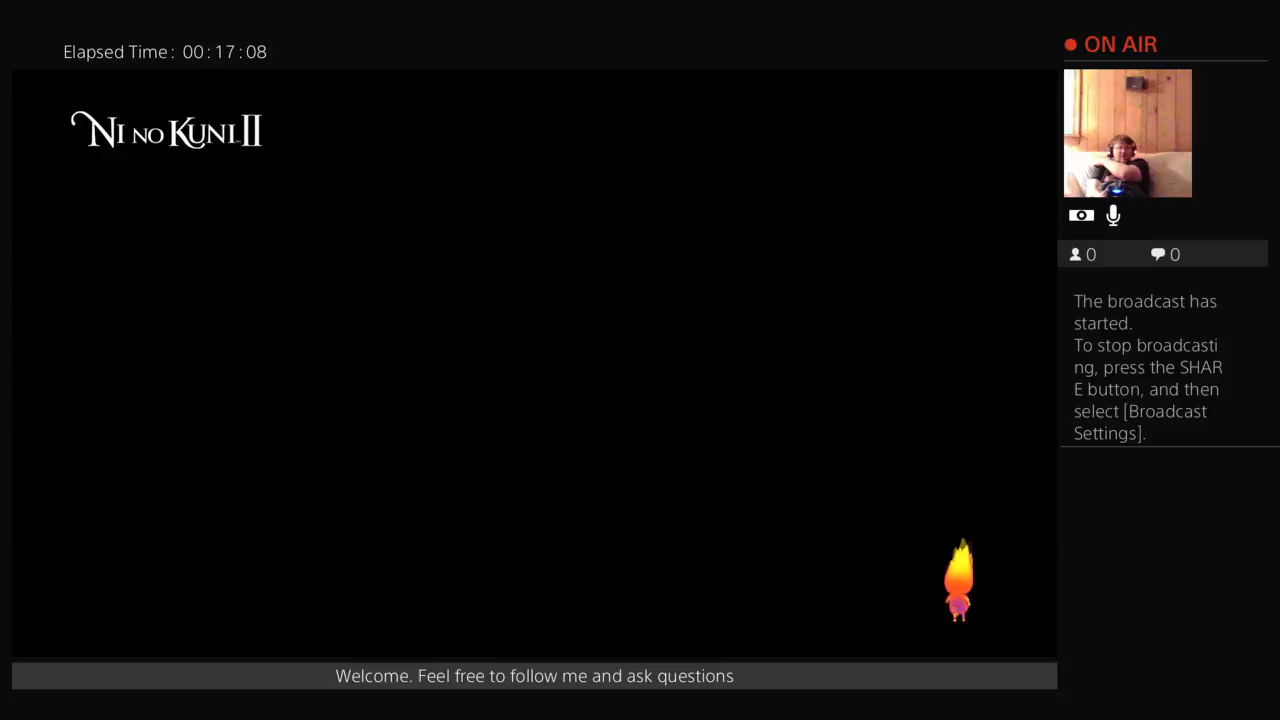 Elapsed Time: 00:17:08
NI NO KUNI II
ON AIR
0 0
The broadcast has
started.
To stop broadcasti
ng, press the SHAR
E button, and then
select [Broadcast
Settings].
Welcome. Feel free to follow me and ask questions